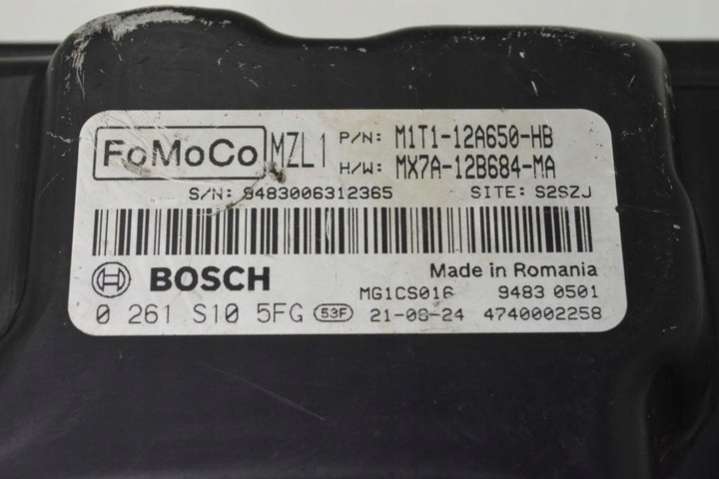 FoMoCo MZL1 P/N: M1T1-12A650-HB
H/W: MX7A-12B684-MA
S/N: 9483006312365 SITE: S2SZJ
BOSCH Made in Romania
MG1CS016 9483 0501
0 261 S10 5FG 53F 21-08-24 4740002258